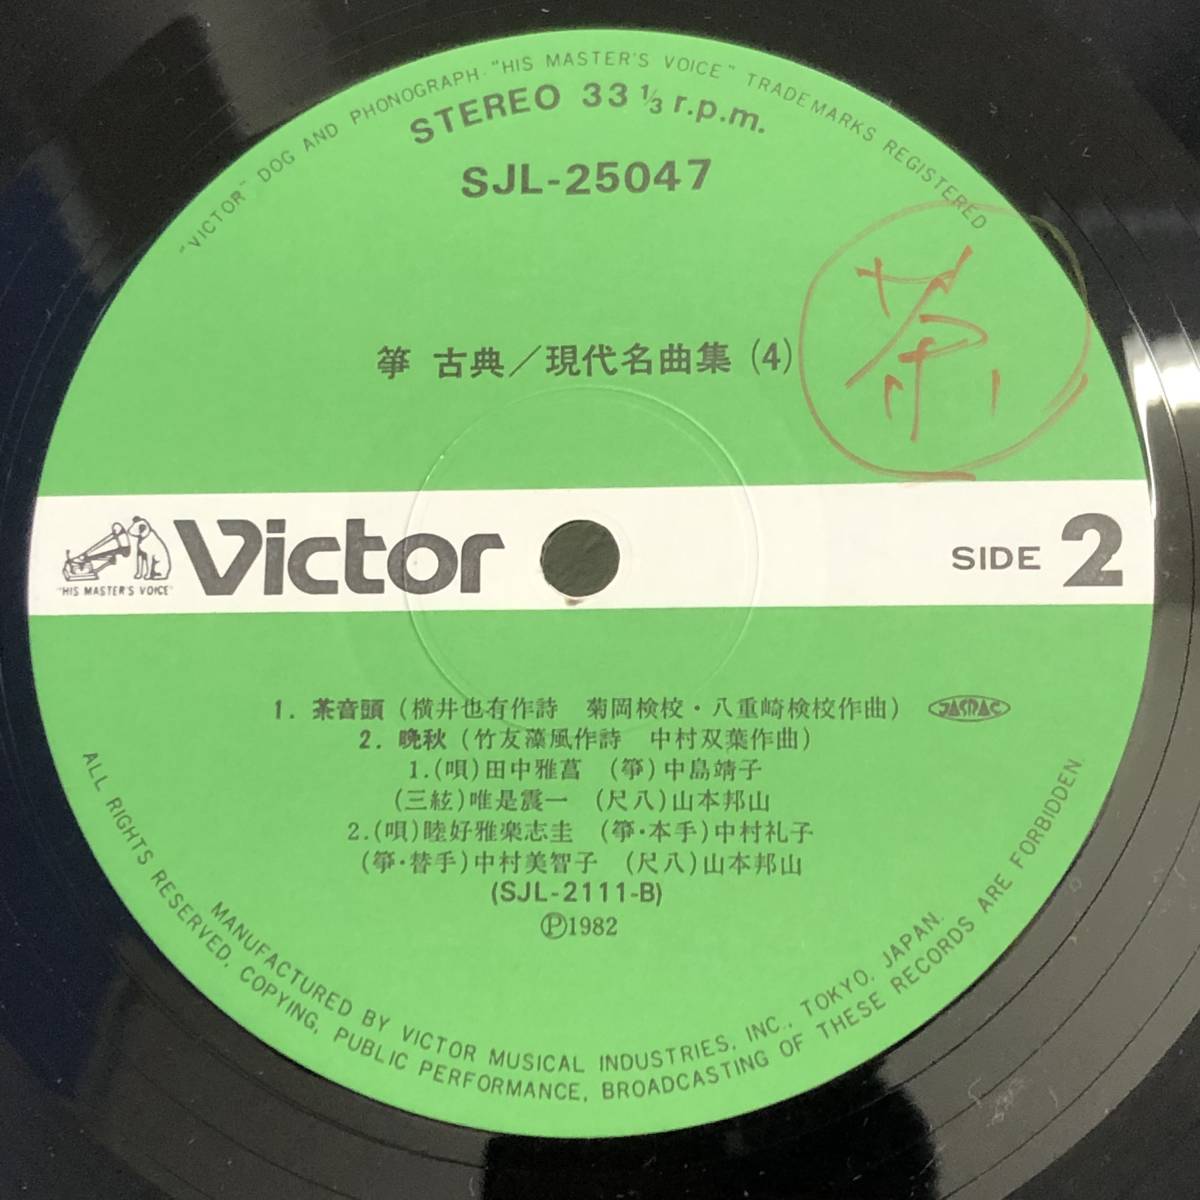 "VICTOR" DOG AND PHONOGRAPH. "HIS MASTER'S VOICE" TRADEMARKS REGISTERED
STEREO 33 1/3 r.p.m.
SJL-25047
茶
箏 古典/現代名曲集 (4)
"HIS MASTER'S VOICE"
Victor
SIDE 2
1. 茶音頭 (横井也有作詩 菊岡検校・八重崎検校作曲) JASRAC
2. 晩秋 (竹友藻風作詩 中村双葉作曲)
1.(唄)田中雅菖 (箏)中島靖子
(三絃)唯是震一 (尺八)山本邦山
2.(唄)睦好雅楽志圭 (箏・本手)中村礼子
(箏・替手)中村美智子 (尺八)山本邦山
(SJL-2111-B)
Ⓟ1982
MANUFACTURED BY VICTOR MUSICAL INDUSTRIES, INC., TOKYO, JAPAN.
ALL RIGHTS RESERVED. COPYING, PUBLIC PERFORMANCE, BROADCASTING OF THESE RECORDS ARE FORBIDDEN.